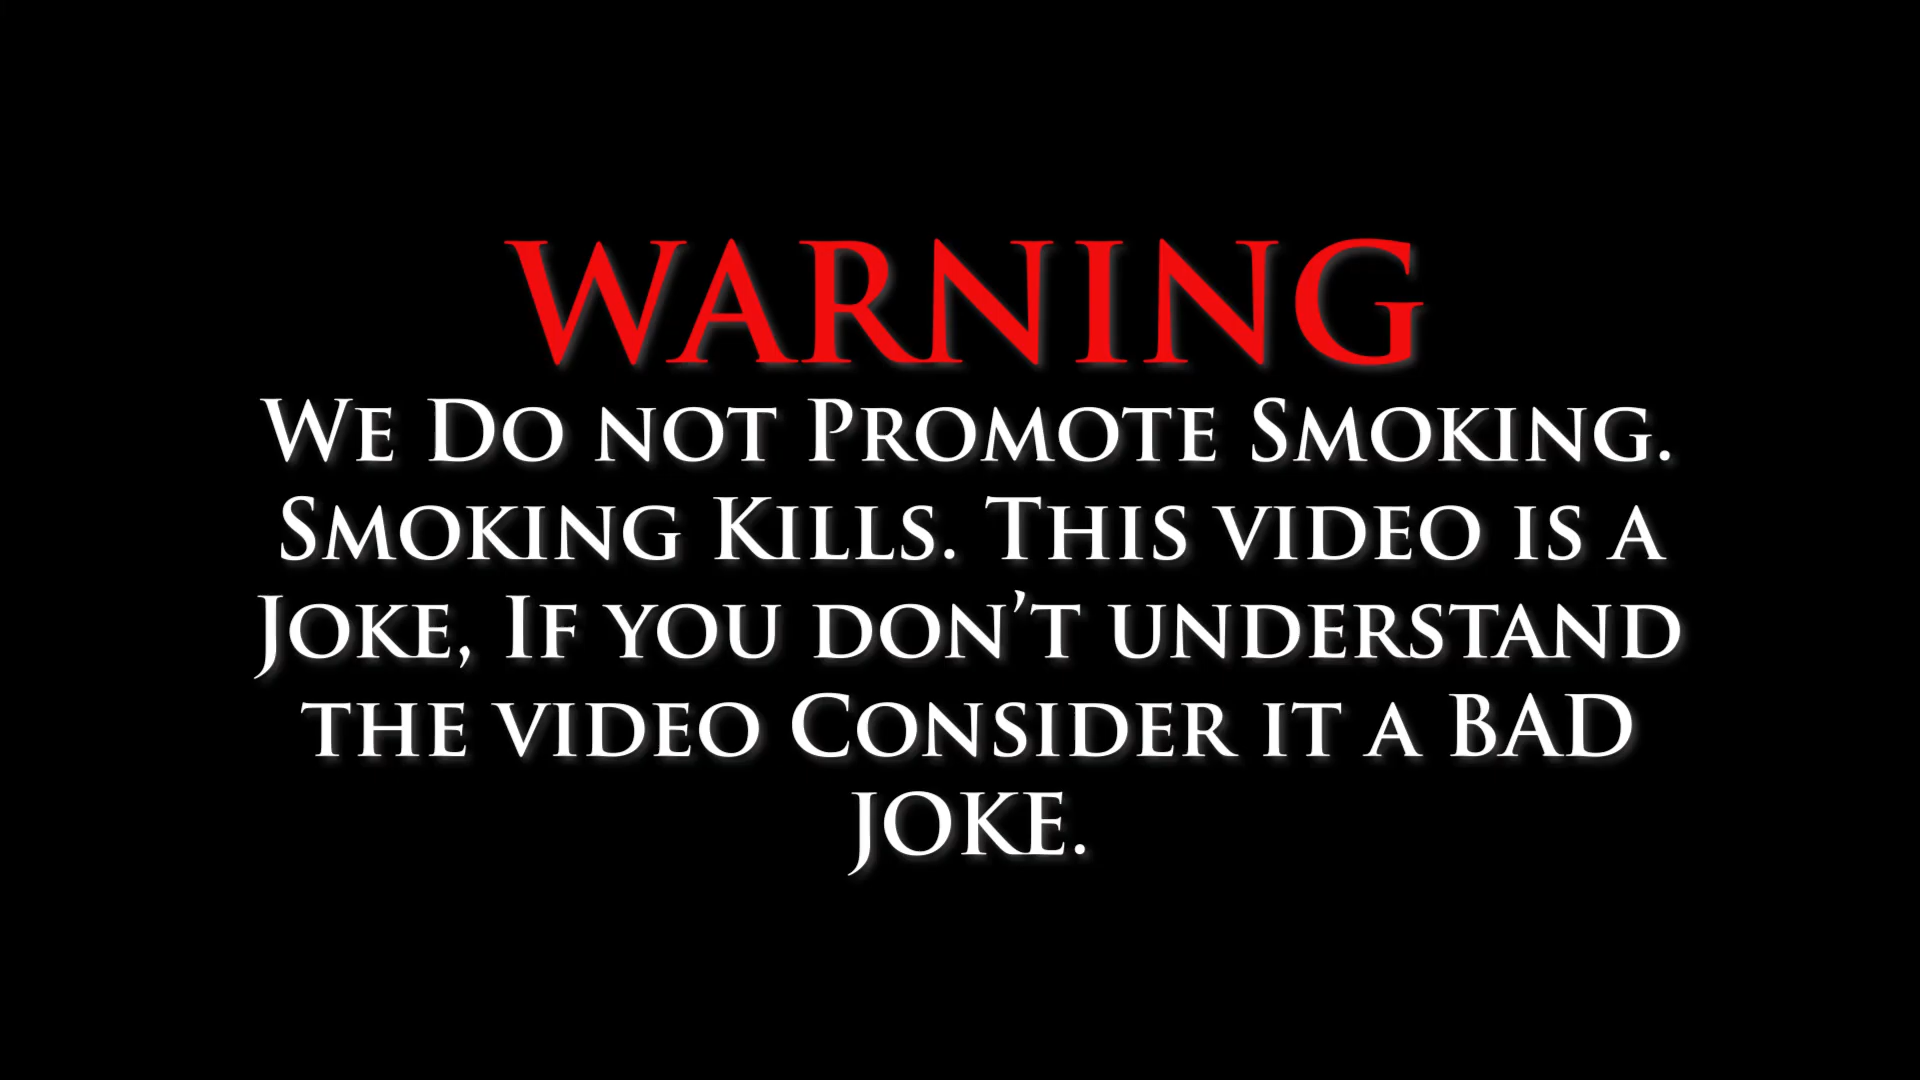 WARNING
We Do not Promote Smoking.
Smoking Kills. This video is a
Joke, If you don’t understand
the video Consider it a BAD
JOKE.